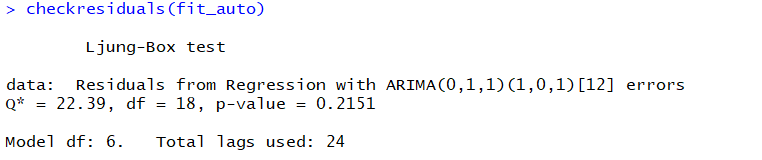 > checkresiduals(fit_auto)
Ljung-Box test
data:  Residuals from Regression with ARIMA(0,1,1)(1,0,1)[12] errors
Q* = 22.39, df = 18, p-value = 0.2151
Model df: 6.   Total lags used: 24